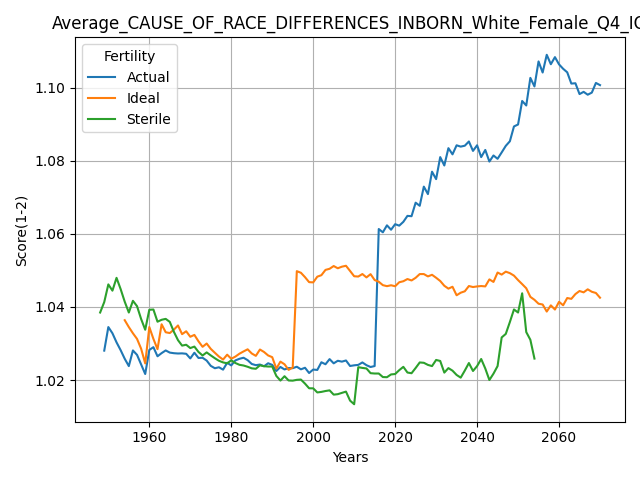 Average_CAUSE_OF_RACE_DIFFERENCES_INBORN_White_Female_Q4_IC
Fertility
Actual
Ideal
Sterile
Score(1-2)
1.10
1.08
1.06
1.04
1.02
1960 1980 2000 2020 2040 2060
Years